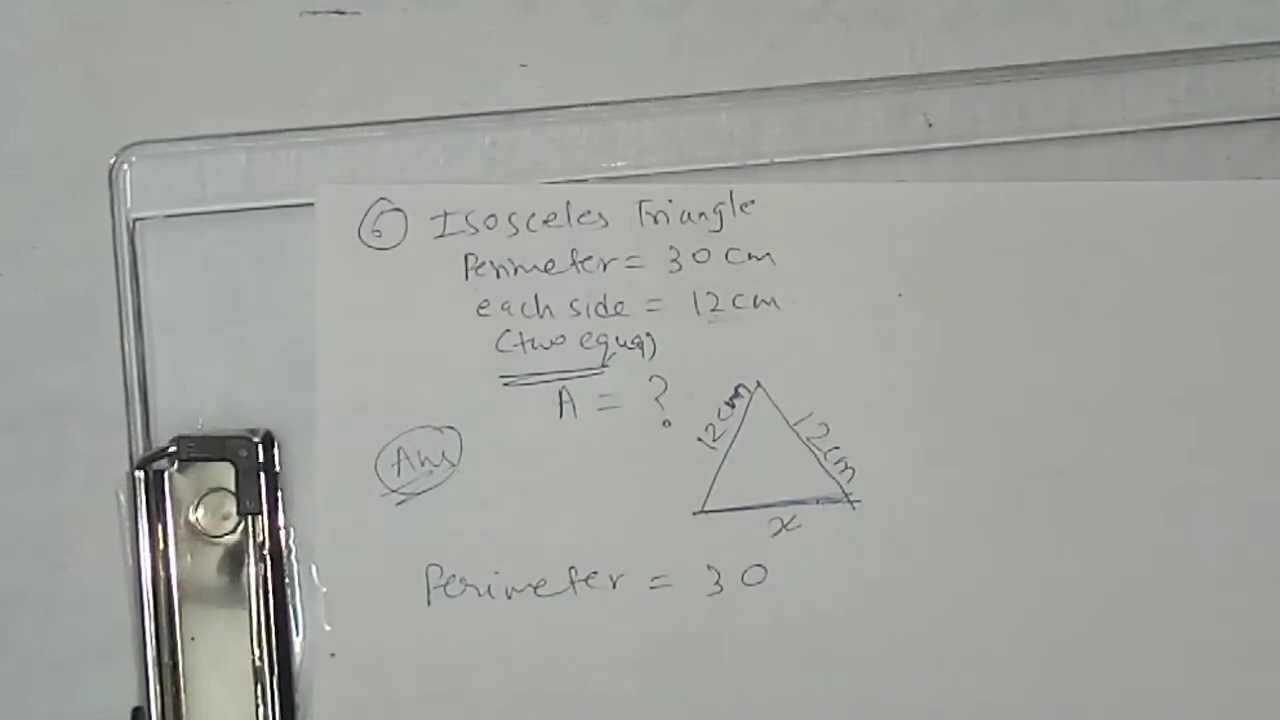 6 Isosceles Triangle
Perimeter = 30 cm
each side = 12 cm
(two equal)
A = ?
Ans
12 cm
12 cm
x
Perimeter = 30